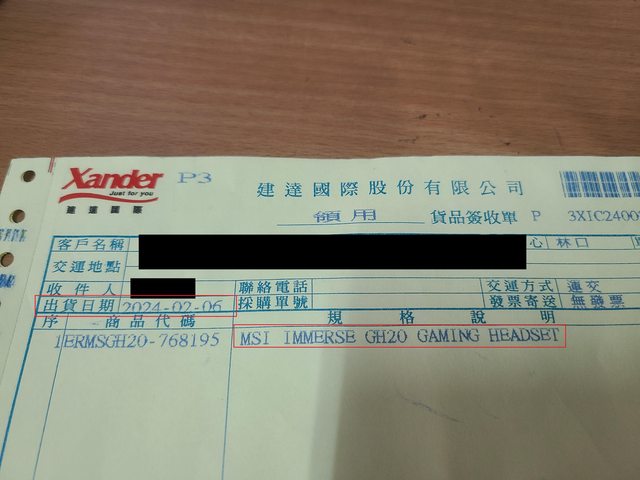 Xander P3
Just for you
建達國際
建達國際股份有限公司
領用 貨品簽收單 P 3XIC2400
客戶名稱 心 林口
交運地點
收件人 聯絡電話 交運方式 連交
出貨日期 2024-02-06 採購單號 發票寄送 無發票
序 商品代碼 規格說明
1ERMSGH20-768195 MSI IMMERSE GH20 GAMING HEADSET